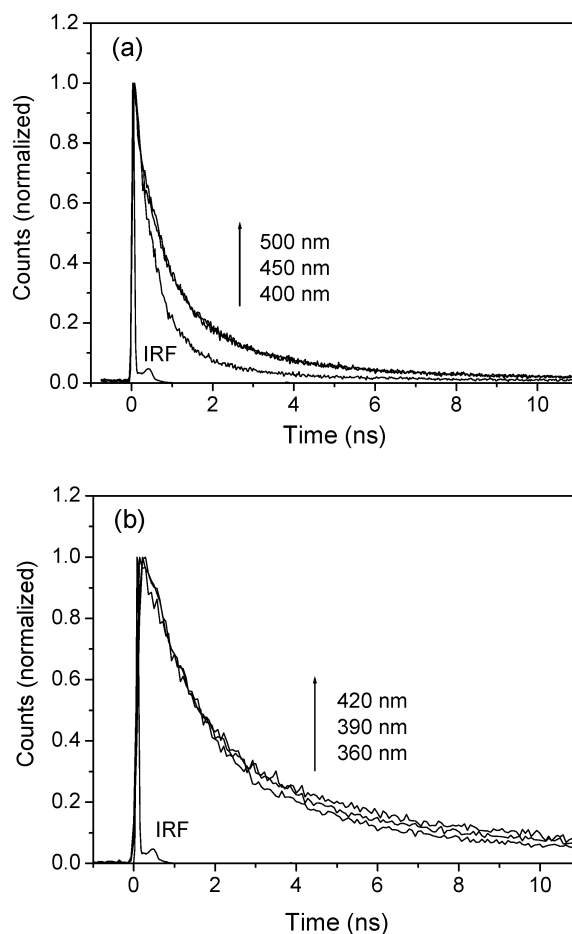 (a)
Counts (normalized)
1.2
1.0
0.8
0.6
0.4
0.2
0.0
500 nm
450 nm
400 nm
IRF
0 2 4 6 8 10
Time (ns)
(b)
Counts (normalized)
1.2
1.0
0.8
0.6
0.4
0.2
0.0
420 nm
390 nm
360 nm
IRF
0 2 4 6 8 10
Time (ns)